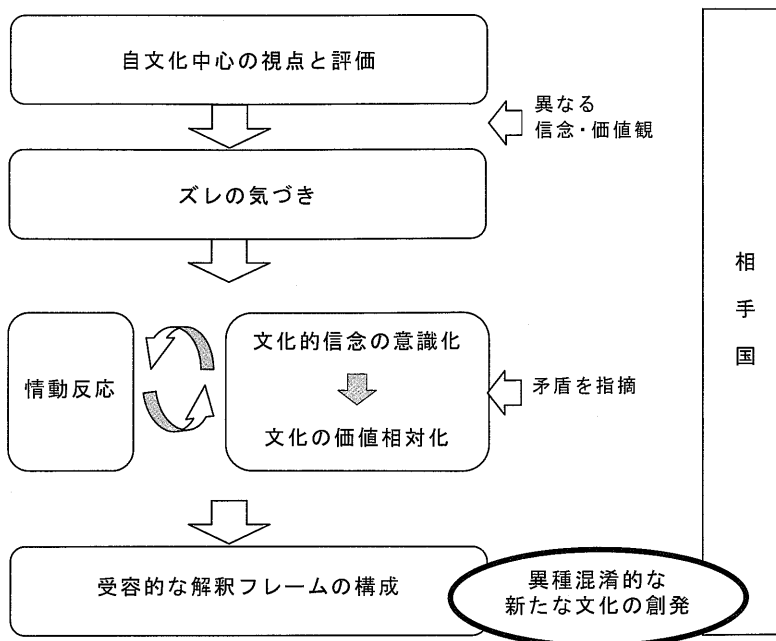 自文化中心の視点と評価
異なる
信念・価値観
ズレの気づき
情動反応
文化的信念の意識化
文化の価値相対化
矛盾を指摘
受容的な解釈フレームの構成
異種混淆的な
新たな文化の創発
相手国